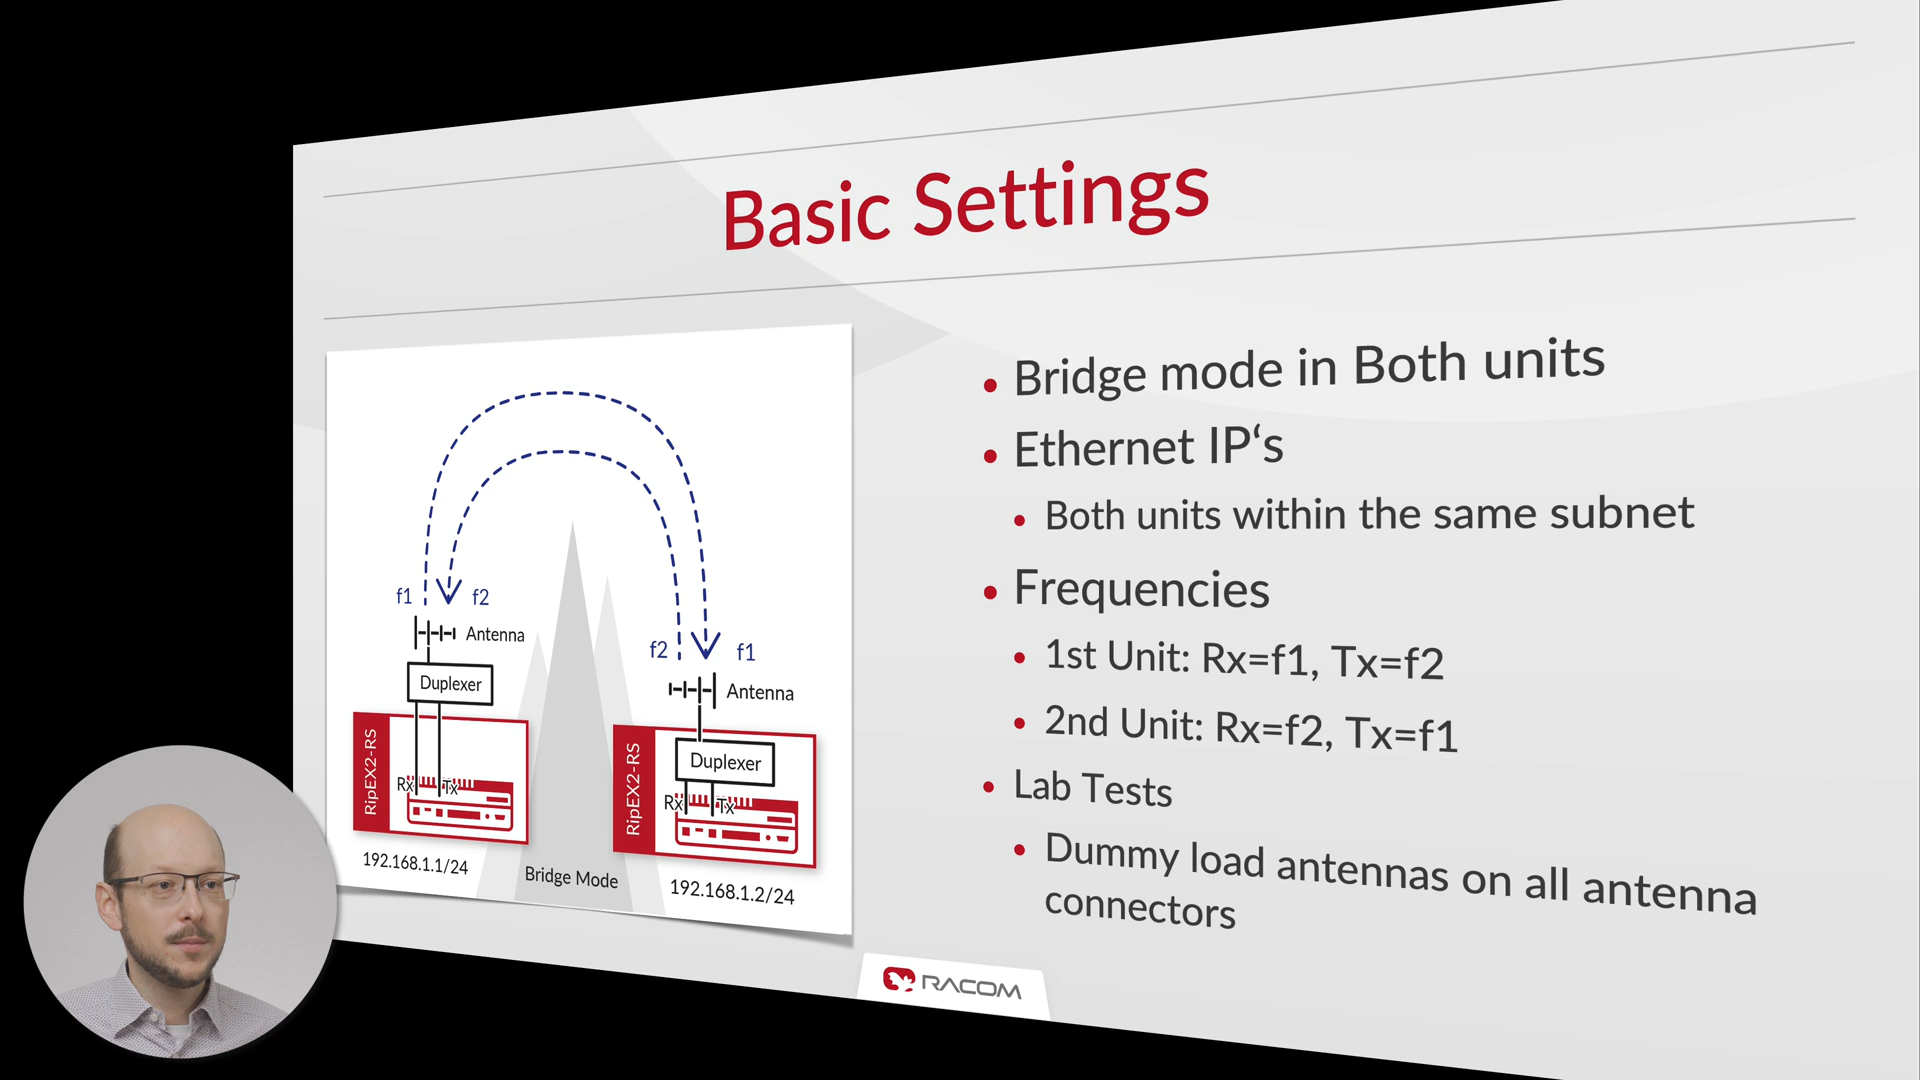 Basic Settings
f1
f2
Antenna
Duplexer
RipEX2-RS
Rx
Tx
192.168.1.1/24
Bridge Mode
f2
f1
Antenna
Duplexer
RipEX2-RS
Rx
Tx
192.168.1.2/24
• Bridge mode in Both units
• Ethernet IP‘s
• Both units within the same subnet
• Frequencies
• 1st Unit: Rx=f1, Tx=f2
• 2nd Unit: Rx=f2, Tx=f1
• Lab Tests
• Dummy load antennas on all antenna
connectors
RACOM